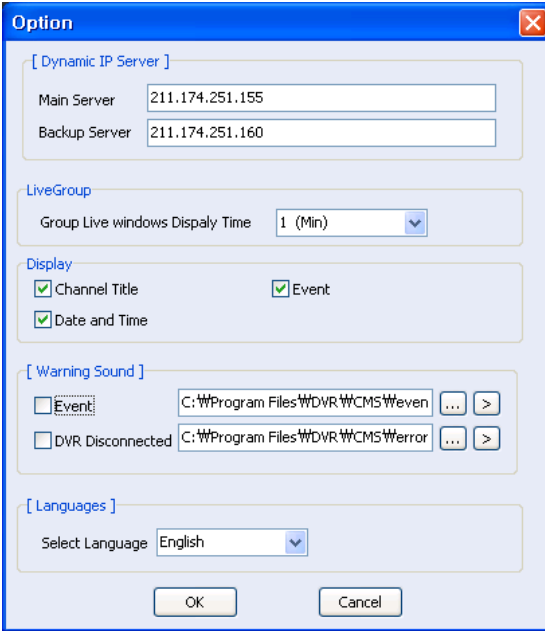 Option
[ Dynamic IP Server ]
Main Server 211.174.251.155
Backup Server 211.174.251.160
LiveGroup
Group Live windows Dispaly Time 1 (Min)
Display
Channel Title Event
Date and Time
[ Warning Sound ]
Event C:₩Program Files₩DVR₩CMS₩even ... >
DVR Disconnected C:₩Program Files₩DVR₩CMS₩error ... >
[ Languages ]
Select Language English
OK Cancel